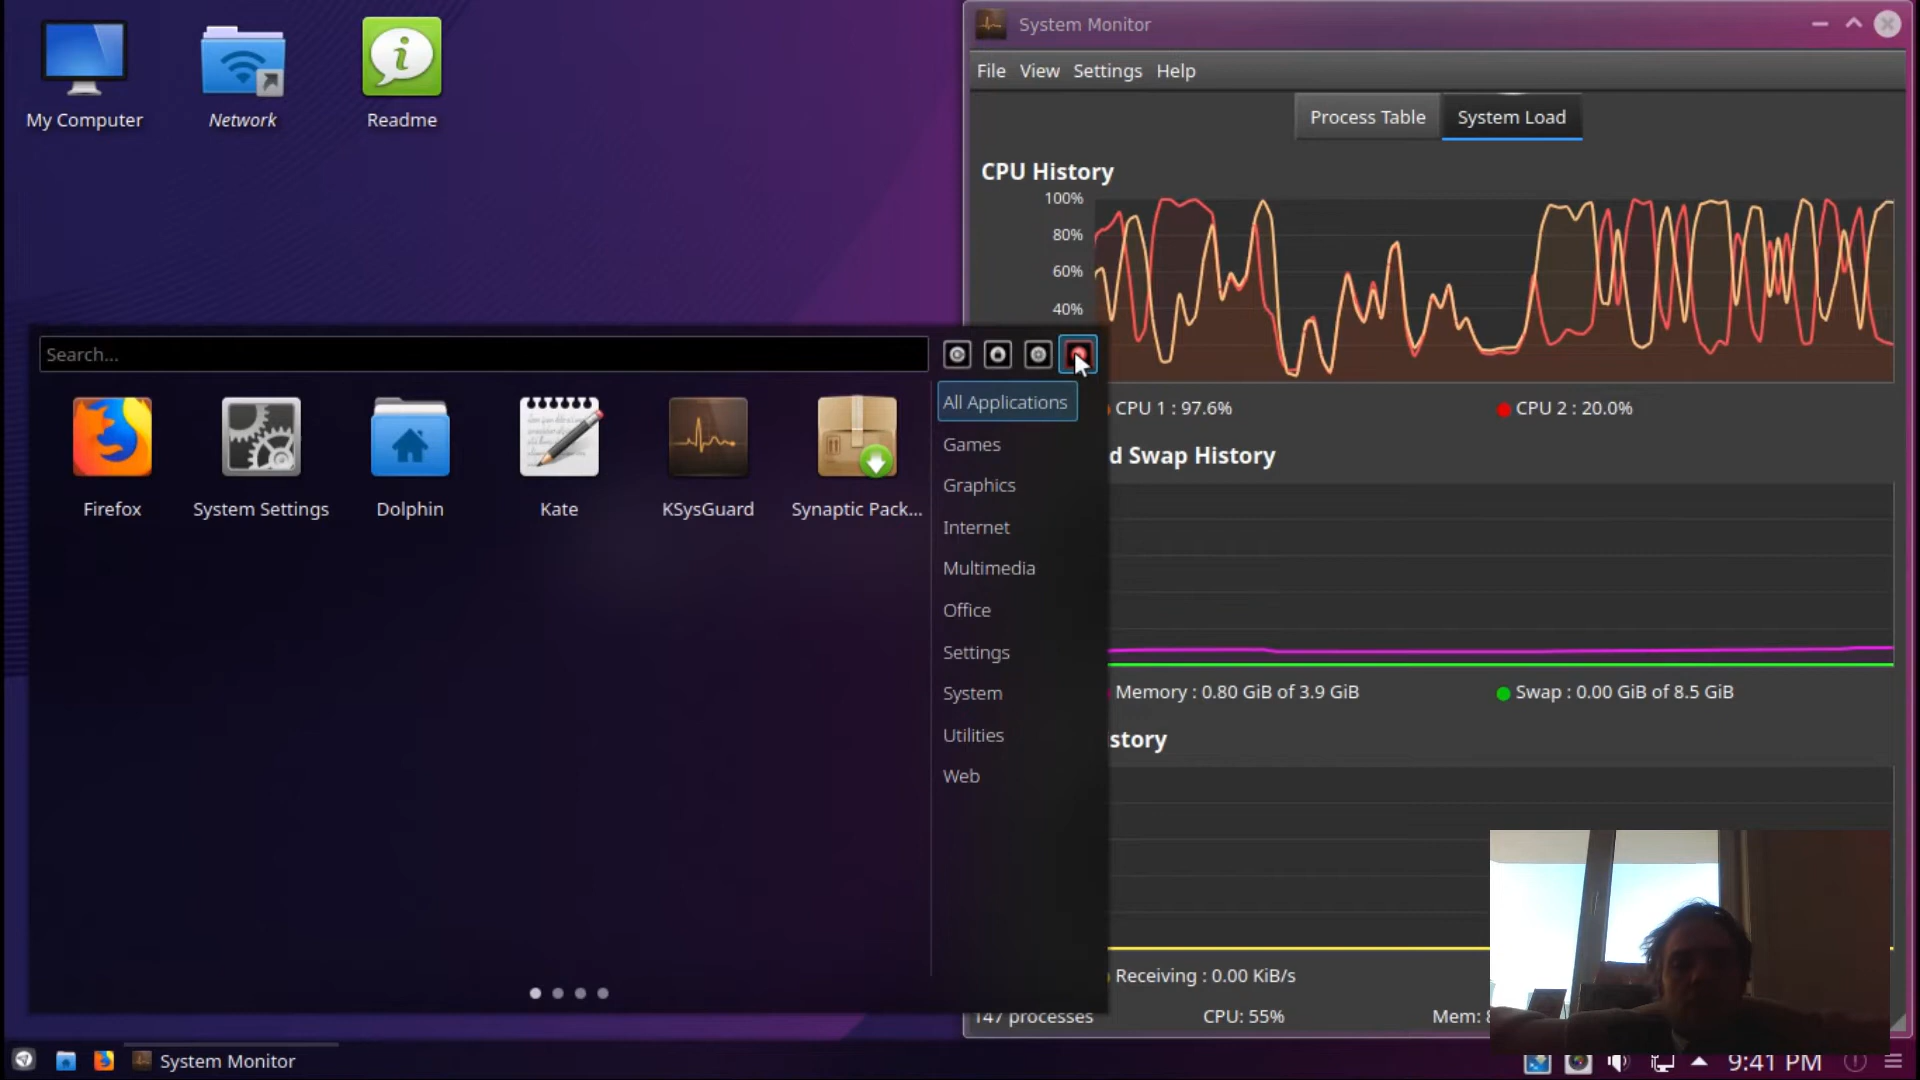 My Computer
Network
Readme
System Monitor
File View Settings Help
Process Table
System Load
CPU History
100%
80%
60%
40%
CPU 1 : 97.6%
CPU 2 : 20.0%
d Swap History
Memory : 0.80 GiB of 3.9 GiB
Swap : 0.00 GiB of 8.5 GiB
story
Receiving : 0.00 KiB/s
147 processes
CPU: 55%
Mem:
Search...
Firefox
System Settings
Dolphin
Kate
KSysGuard
Synaptic Pack...
All Applications
Games
Graphics
Internet
Multimedia
Office
Settings
System
Utilities
Web
System Monitor
9:41 PM